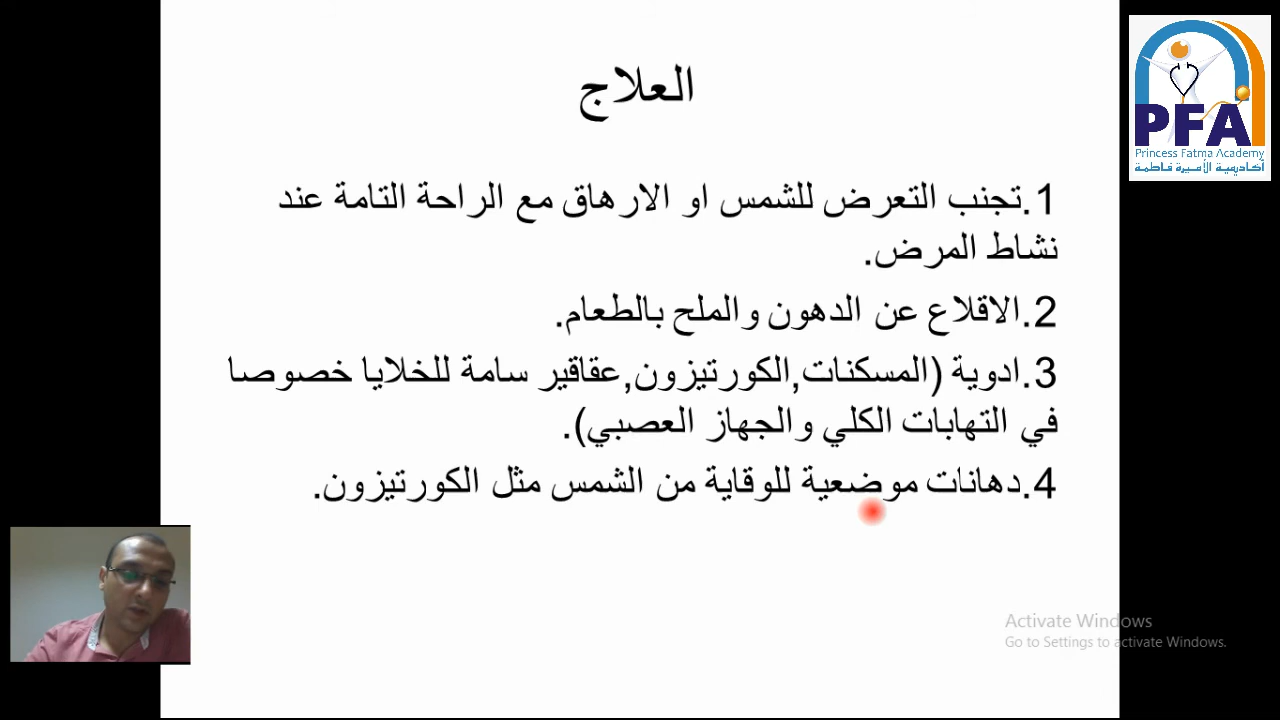 العلاج
1.تجنب التعرض للشمس او الارهاق مع الراحة التامة عند
نشاط المرض.
2.الاقلاع عن الدهون والملح بالطعام.
3.ادوية (المسكنات,الكورتيزون,عقاقير سامة للخلايا خصوصا
في التهابات الكلي والجهاز العصبي).
4.دهانات موضعية للوقاية من الشمس مثل الكورتيزون.
PFA
Princess Fatma Academy
أكاديمية الأميرة فاطمة
Activate Windows
Go to Settings to activate Windows.